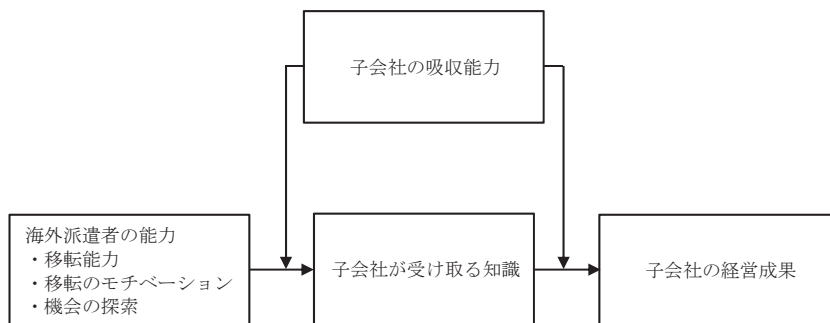 子会社の吸収能力
海外派遣者の能力
・移転能力
・移転のモチベーション
・機会の探索
子会社が受け取る知識
子会社の経営成果